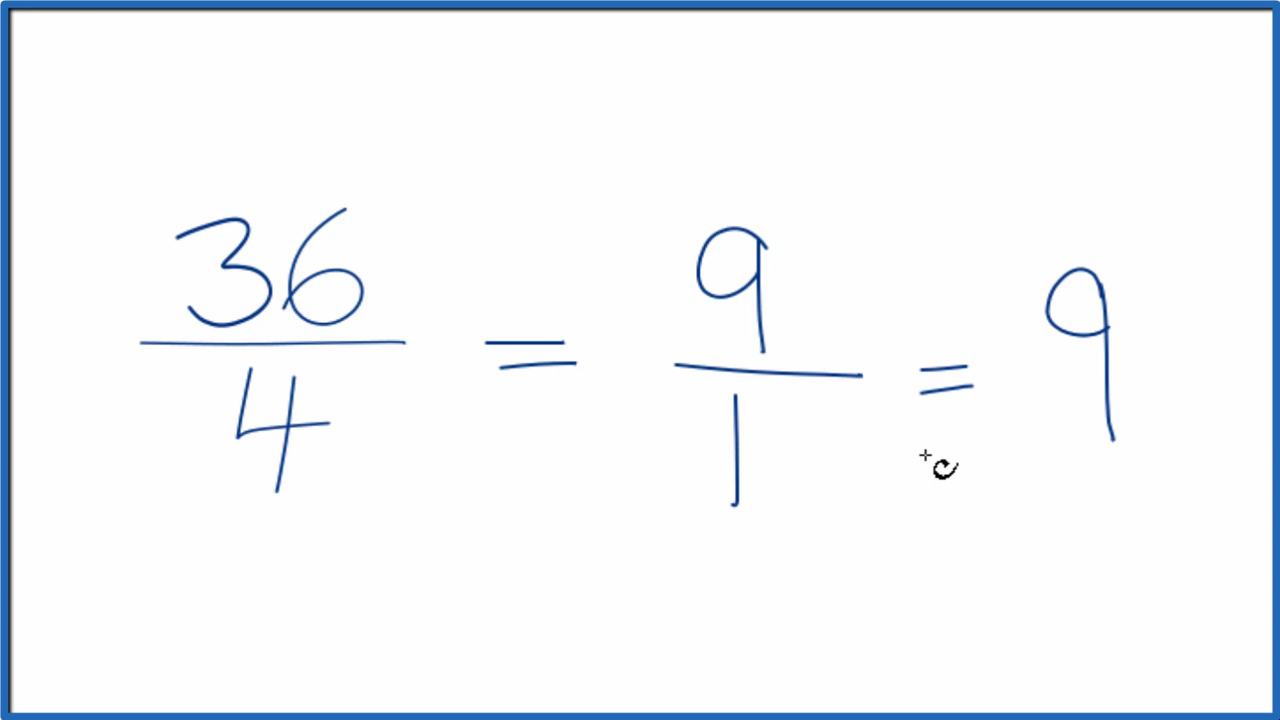 36/4 = 9/1 = 9